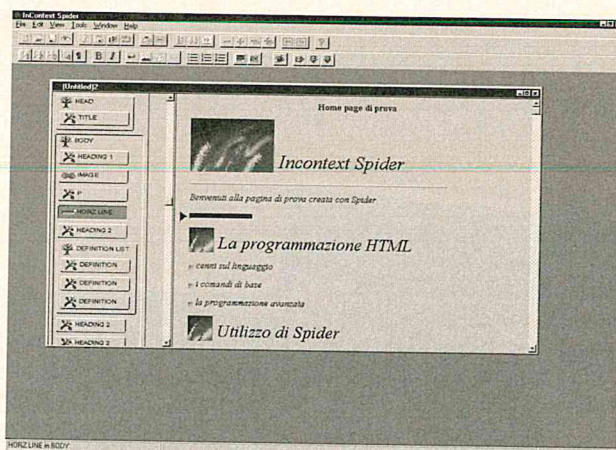 InContext Spider
File Edit View Tools Window Help
[Untitled]2
HEAD
TITLE
BODY
HEADING 1
IMAGE
P
HORZ LINE
HEADING 2
DEFINITION LIST
DEFINITION
DEFINITION
DEFINITION
HEADING 2
HEADING 2
Home page di prova
Incontext Spider
Benvenuti alla pagina di prova creata con Spider
La programmazione HTML
cenni sul linguaggio
i comandi di base
la programmazione avanzata
Utilizzo di Spider
HORZ LINE in BODY